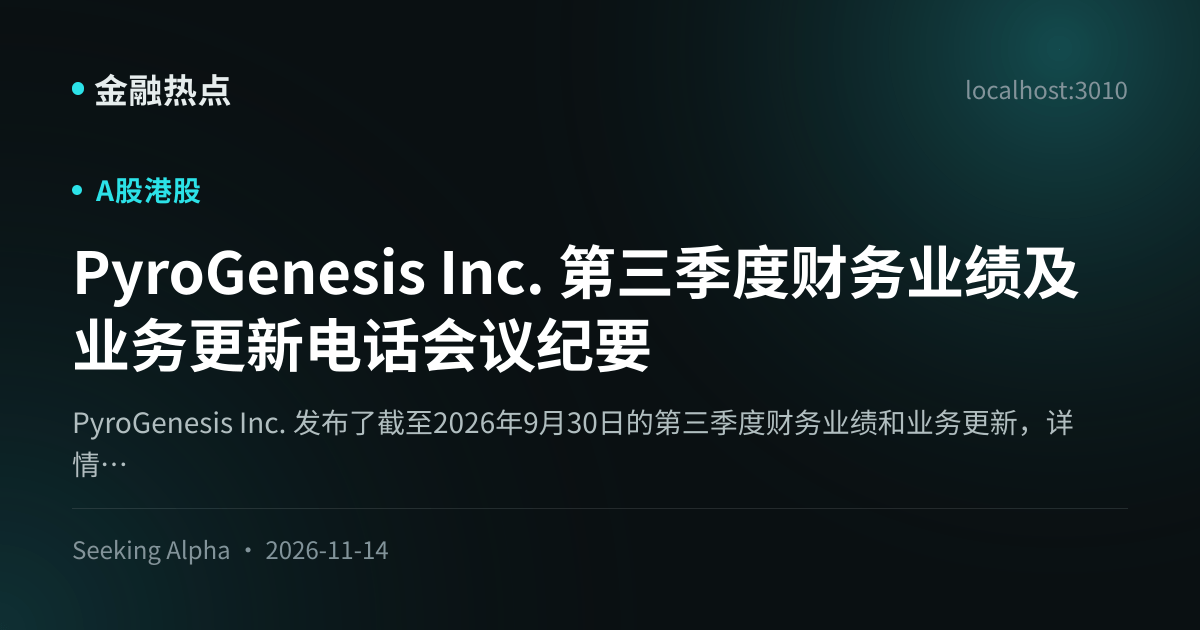 金融热点
localhost:3010
A股港股
PyroGenesis Inc. 第三季度财务业绩及
业务更新电话会议纪要
PyroGenesis Inc. 发布了截至2026年9月30日的第三季度财务业绩和业务更新，详
情…
Seeking Alpha · 2026-11-14